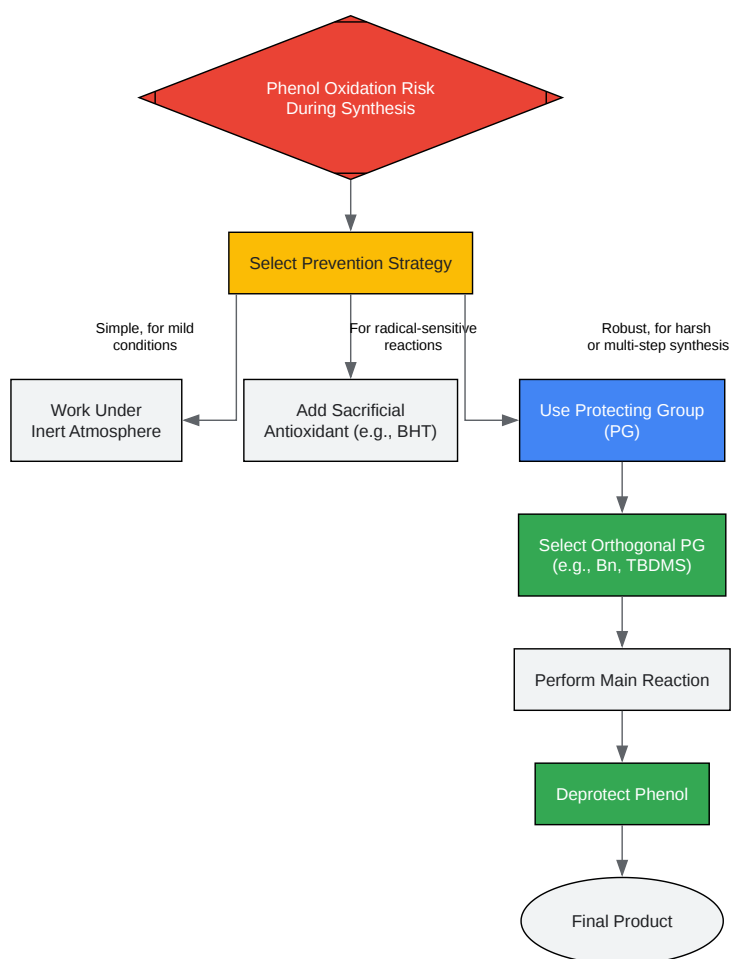 Phenol Oxidation Risk
During Synthesis
Select Prevention Strategy
Simple, for mild
conditions
For radical-sensitive
reactions
Robust, for harsh
or multi-step synthesis
Work Under
Inert Atmosphere
Add Sacrificial
Antioxidant (e.g., BHT)
Use Protecting Group
(PG)
Select Orthogonal PG
(e.g., Bn, TBDMS)
Perform Main Reaction
Deprotect Phenol
Final Product